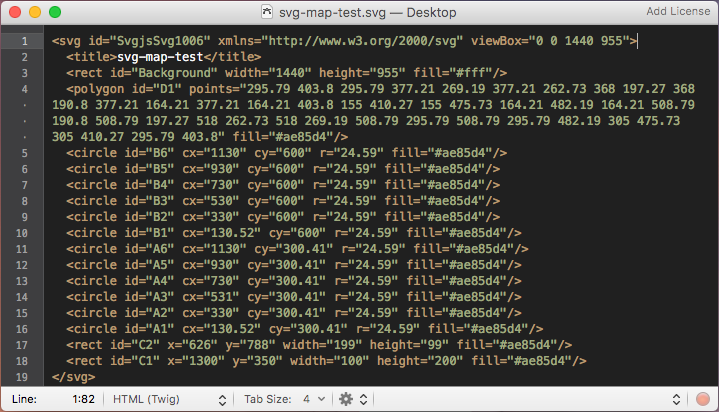 svg-map-test.svg — Desktop
Add License
1 <svg id="SvgjsSvg1006" xmlns="http://www.w3.org/2000/svg" viewBox="0 0 1440 955">
2 <title>svg-map-test</title>
3 <rect id="Background" width="1440" height="955" fill="#fff"/>
4 <polygon id="D1" points="295.79 403.8 295.79 377.21 269.19 377.21 262.73 368 197.27 368
· 190.8 377.21 164.21 377.21 164.21 403.8 155 410.27 155 475.73 164.21 482.19 164.21 508.79
· 190.8 508.79 197.27 518 262.73 518 269.19 508.79 295.79 508.79 295.79 482.19 305 475.73
· 305 410.27 295.79 403.8" fill="#ae85d4"/>
5 <circle id="B6" cx="1130" cy="600" r="24.59" fill="#ae85d4"/>
6 <circle id="B5" cx="930" cy="600" r="24.59" fill="#ae85d4"/>
7 <circle id="B4" cx="730" cy="600" r="24.59" fill="#ae85d4"/>
8 <circle id="B3" cx="530" cy="600" r="24.59" fill="#ae85d4"/>
9 <circle id="B2" cx="330" cy="600" r="24.59" fill="#ae85d4"/>
10 <circle id="B1" cx="130.52" cy="600" r="24.59" fill="#ae85d4"/>
11 <circle id="A6" cx="1130" cy="300.41" r="24.59" fill="#ae85d4"/>
12 <circle id="A5" cx="930" cy="300.41" r="24.59" fill="#ae85d4"/>
13 <circle id="A4" cx="730" cy="300.41" r="24.59" fill="#ae85d4"/>
14 <circle id="A3" cx="531" cy="300.41" r="24.59" fill="#ae85d4"/>
15 <circle id="A2" cx="330" cy="300.41" r="24.59" fill="#ae85d4"/>
16 <circle id="A1" cx="130.52" cy="300.41" r="24.59" fill="#ae85d4"/>
17 <rect id="C2" x="626" y="788" width="199" height="99" fill="#ae85d4"/>
18 <rect id="C1" x="1300" y="350" width="100" height="200" fill="#ae85d4"/>
19 </svg>
Line: 1:82 HTML (Twig) Tab Size: 4